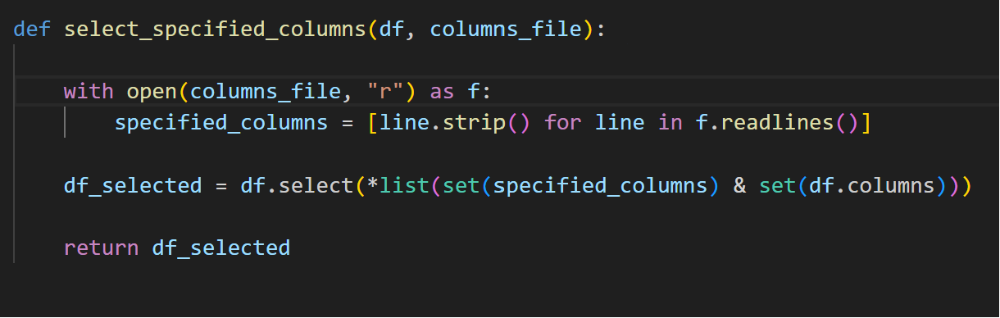 def select_specified_columns(df, columns_file):
with open(columns_file, "r") as f:
specified_columns = [line.strip() for line in f.readlines()]
df_selected = df.select(*list(set(specified_columns) & set(df.columns)))
return df_selected